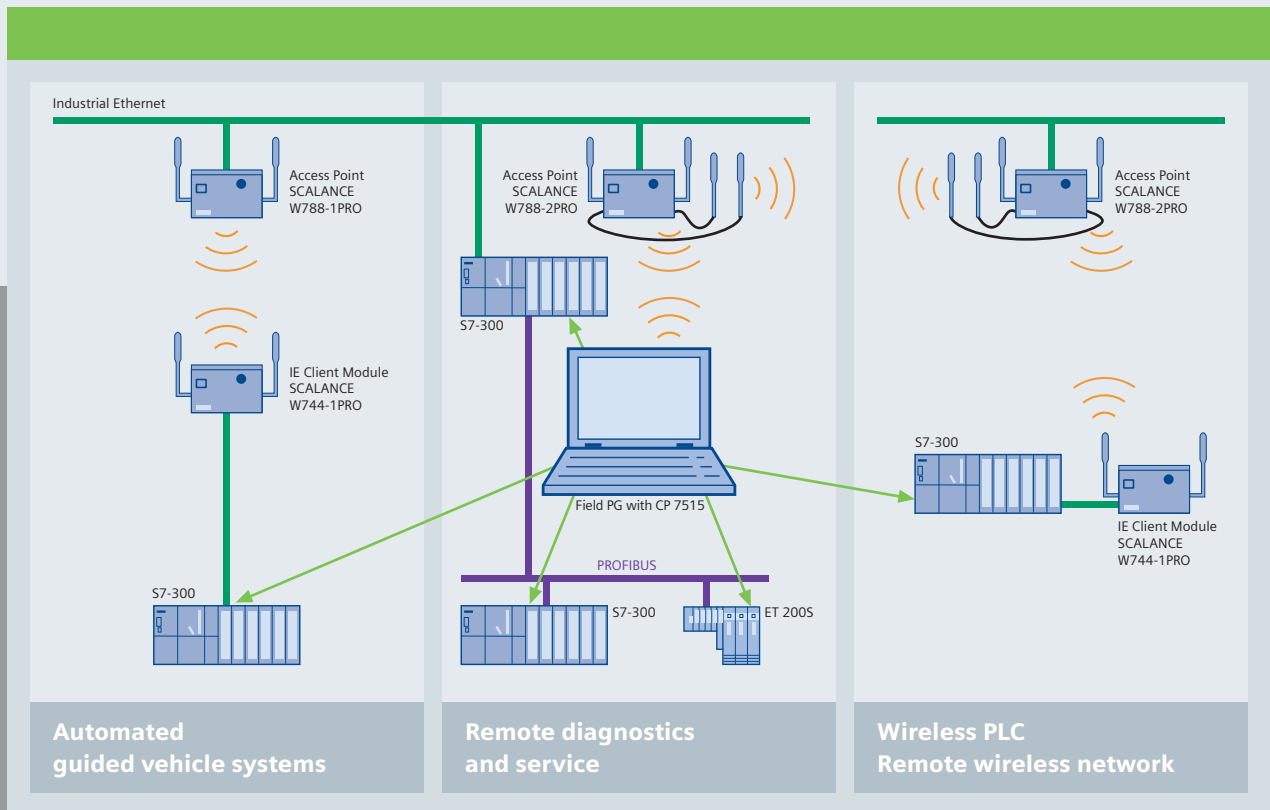 Industrial Ethernet
Access Point
SCALANCE
W788-1PRO
IE Client Module
SCALANCE
W744-1PRO
S7-300
Automated
guided vehicle systems
Access Point
SCALANCE
W788-2PRO
S7-300
Field PG with CP 7515
PROFIBUS
S7-300
ET 200S
Remote diagnostics
and service
Access Point
SCALANCE
W788-2PRO
S7-300
IE Client Module
SCALANCE
W744-1PRO
Wireless PLC
Remote wireless network